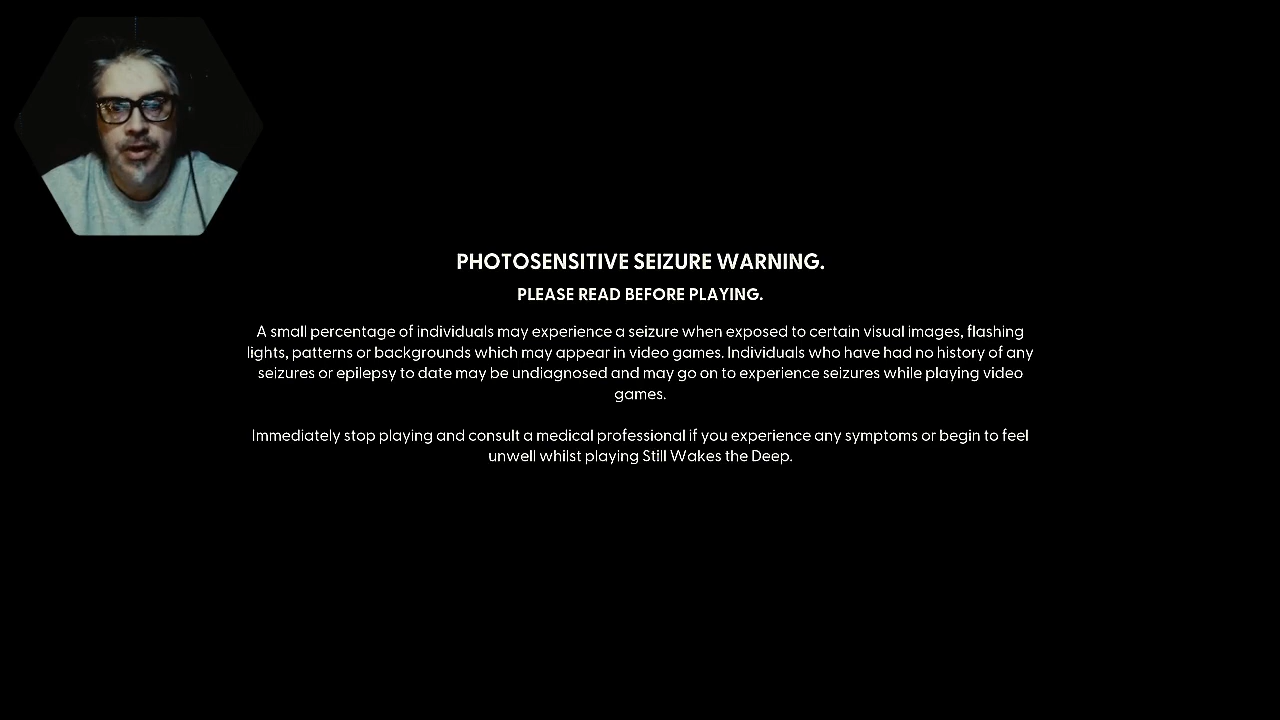 PHOTOSENSITIVE SEIZURE WARNING.
PLEASE READ BEFORE PLAYING.
A small percentage of individuals may experience a seizure when exposed to certain visual images, flashing
lights, patterns or backgrounds which may appear in video games. Individuals who have had no history of any
seizures or epilepsy to date may be undiagnosed and may go on to experience seizures while playing video
games.
Immediately stop playing and consult a medical professional if you experience any symptoms or begin to feel
unwell whilst playing Still Wakes the Deep.